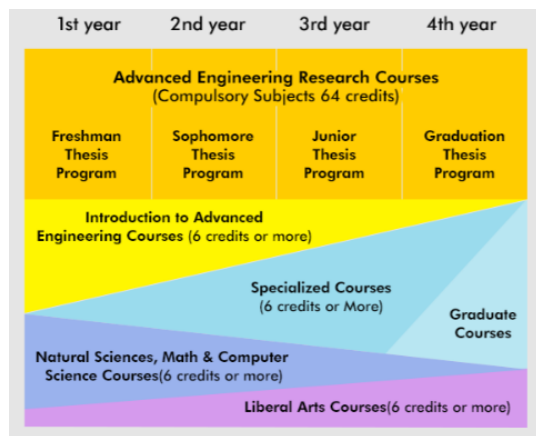 1st year 2nd year 3rd year 4th year
Advanced Engineering Research Courses
(Compulsory Subjects 64 credits)
Freshman Thesis Program
Sophomore Thesis Program
Junior Thesis Program
Graduation Thesis Program
Introduction to Advanced
Engineering Courses (6 credits or more)
Specialized Courses
(6 credits or More)
Graduate
Courses
Natural Sciences, Math & Computer
Science Courses(6 credits or more)
Liberal Arts Courses(6 credits or more)